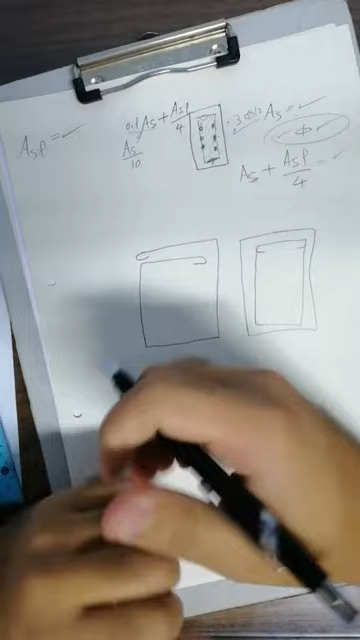 Asp = ✓
0.1 As + Asp/4
As/10
As = ✓
As + Asp/4 = ✓